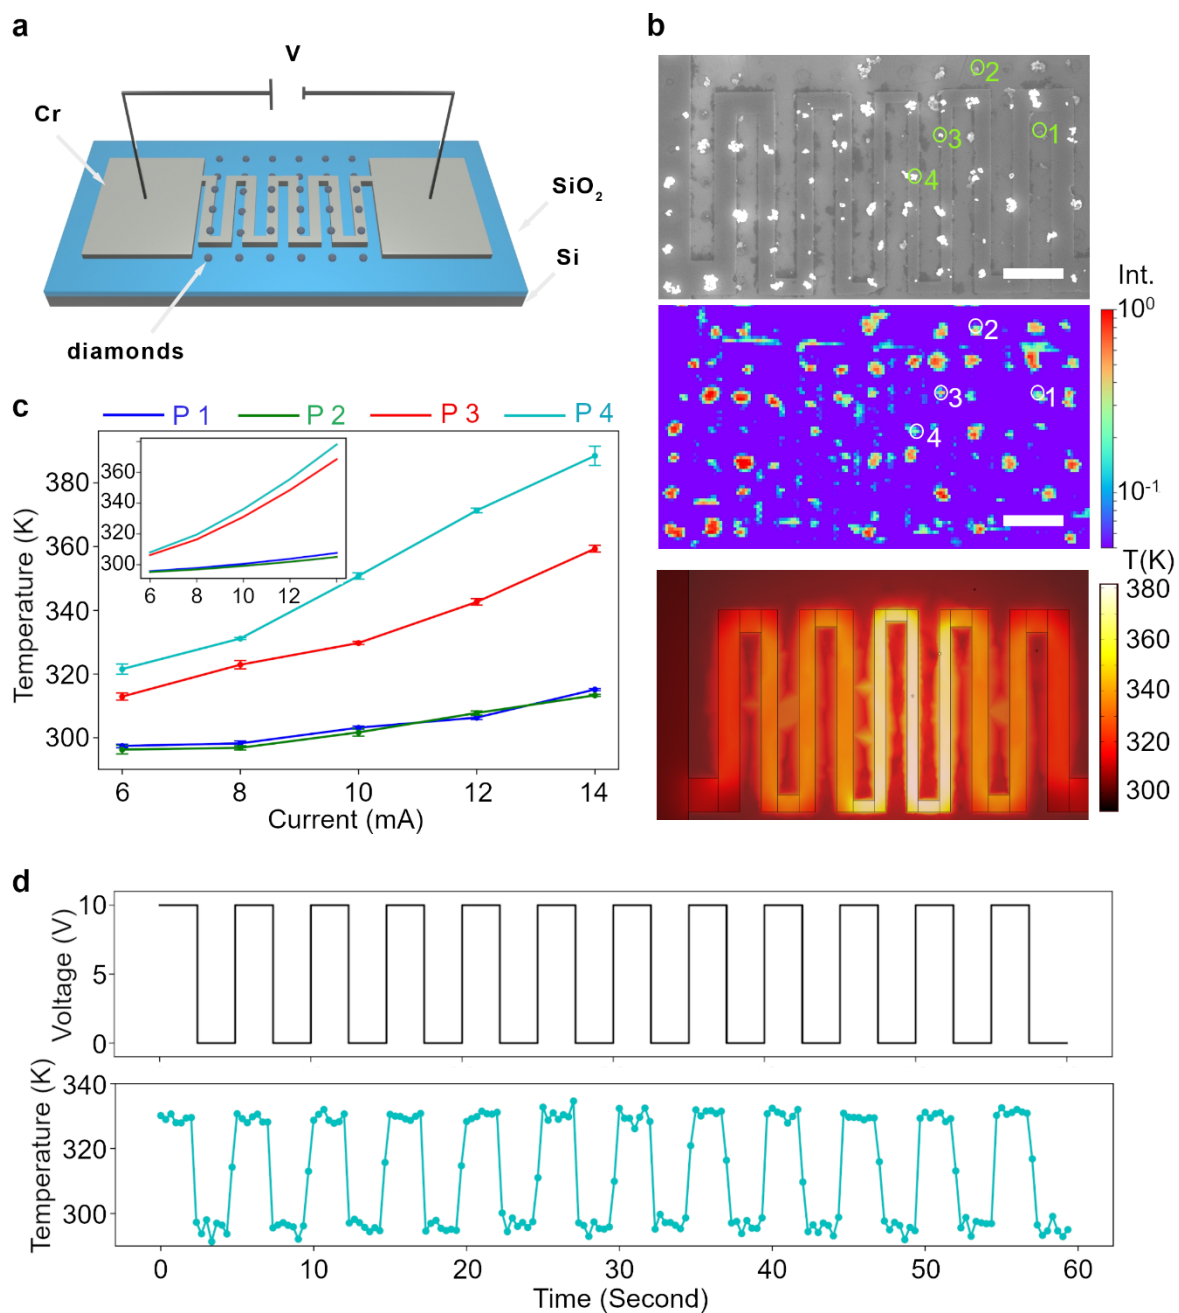 a
V
Cr
SiO2
Si
diamonds
b
2
1
3
4
Int.
10⁰
2
3
1
4
10⁻¹
T(K)
380
360
340
320
300
c
P 1 P 2 P 3 P 4
Temperature (K)
380
360
340
320
300
360
340
320
300
6 8 10 12
6 8 10 12 14
Current (mA)
d
Voltage (V)
10
5
0
Temperature (K)
340
320
300
0 10 20 30 40 50 60
Time (Second)